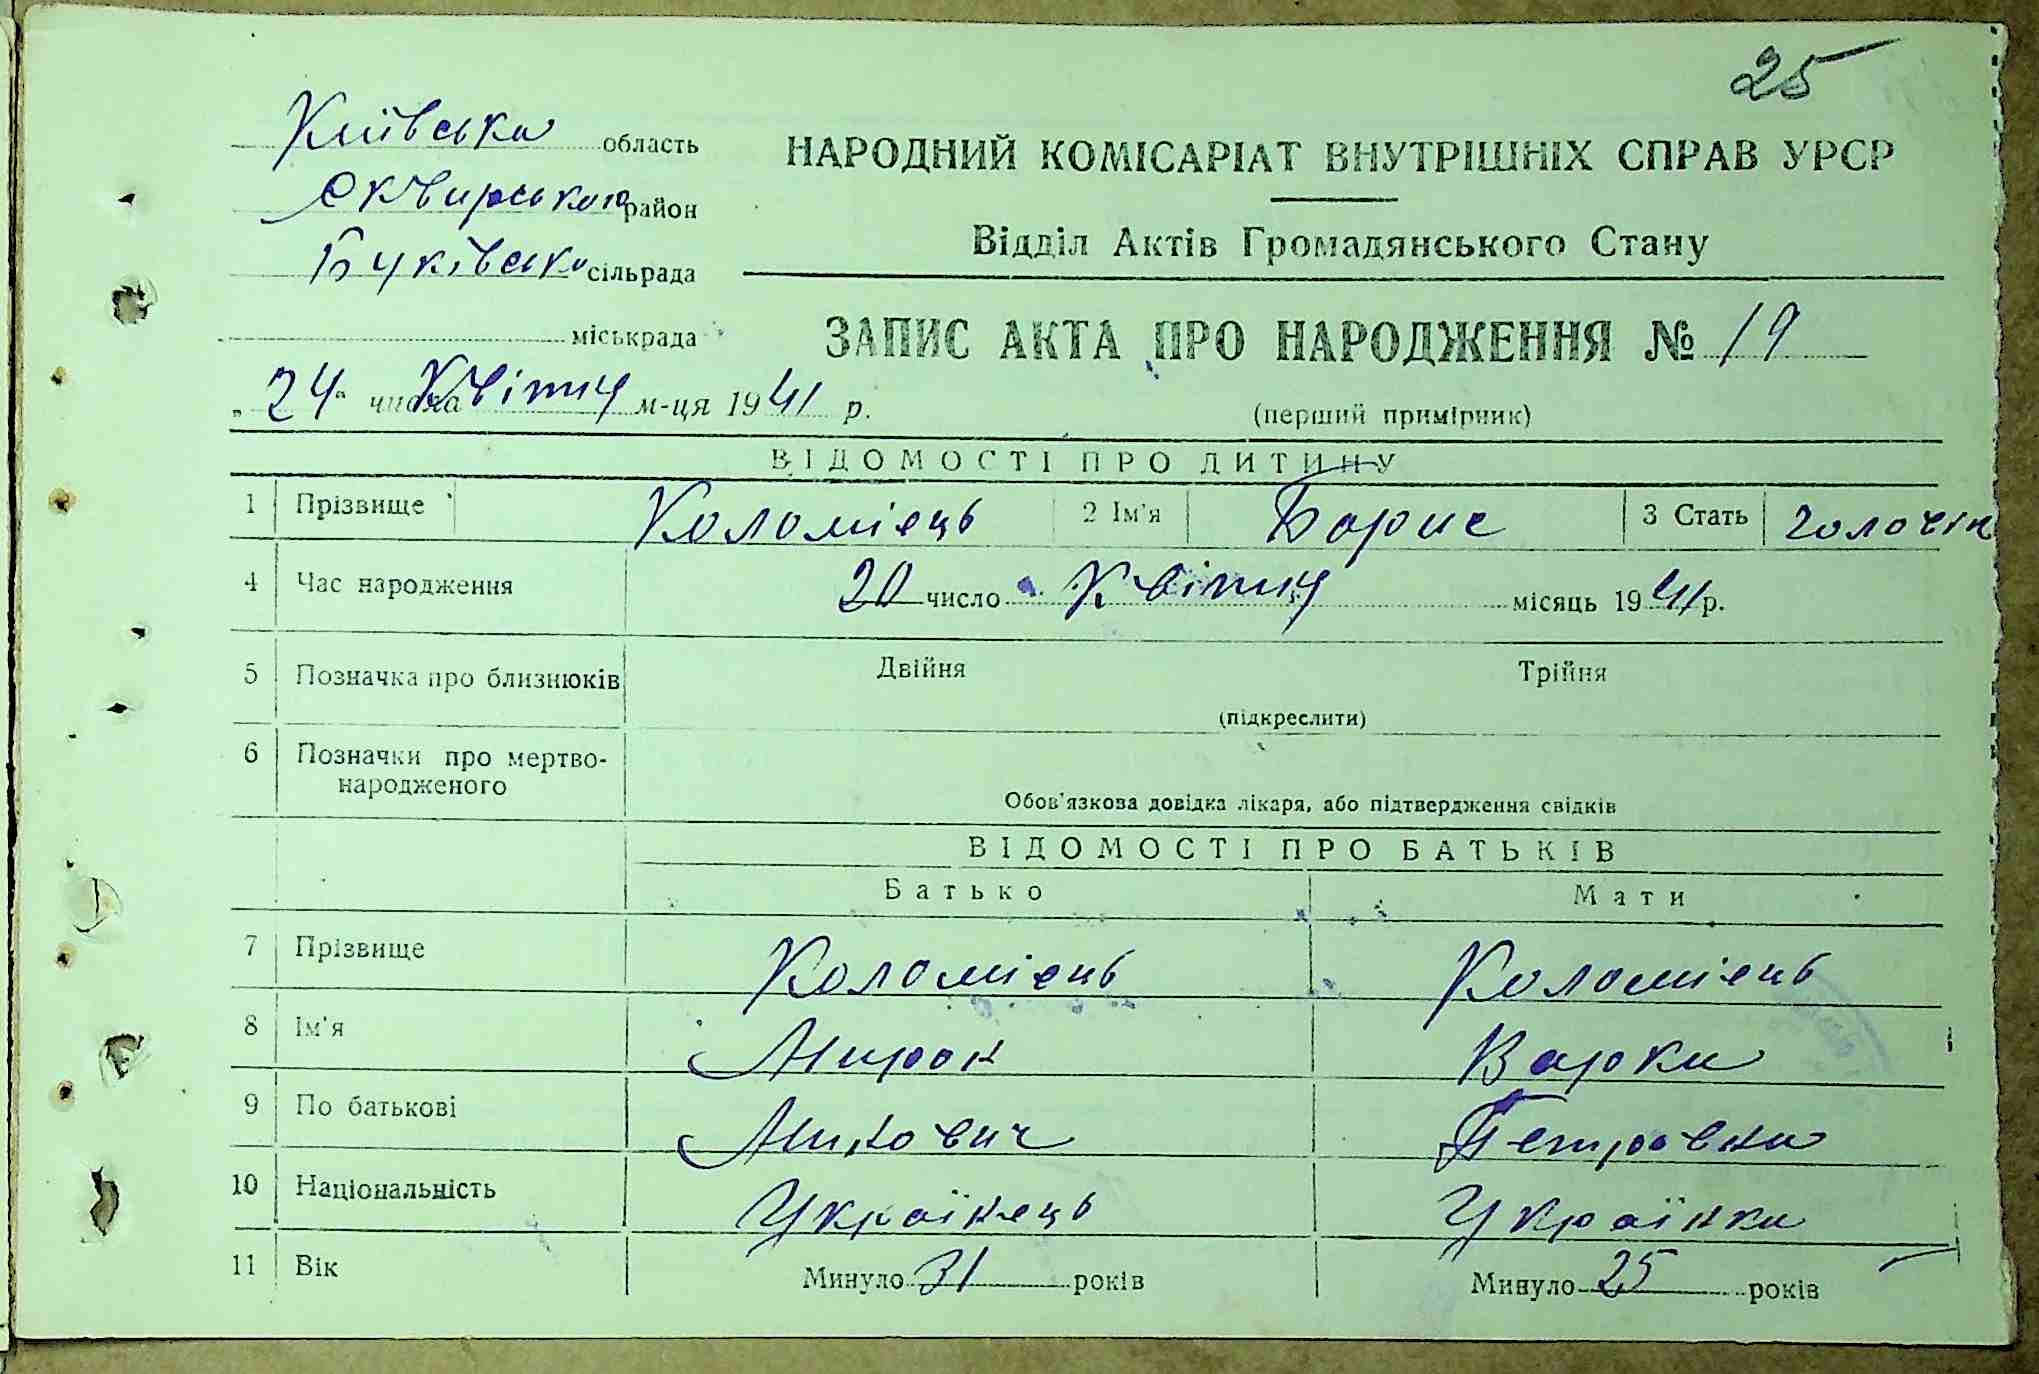 25
Київська область
Сквирського район
Буківська сільрада
міськрада
НАРОДНИЙ КОМІСАРІАТ ВНУТРІШНІХ СПРАВ УРСР
Відділ Актів Громадянського Стану
ЗАПИС АКТА ПРО НАРОДЖЕННЯ № 19
„24“ числа Квітня м-ця 1941 р.
(перший примірник)
ВІДОМОСТІ ПРО ДИТИНУ
1 Прізвище Коломієць 2 Ім'я Борис 3 Стать чоловік
4 Час народження 20 число Квітня місяць 1941 р.
5 Позначка про близнюків Двійня Трійня
(підкреслити)
6 Позначки про мертво-
народженого
Обов'язкова довідка лікаря, або підтвердження свідків
ВІДОМОСТІ ПРО БАТЬКІВ
Батько Мати
7 Прізвище Коломієць Коломієць
8 Ім'я Мирон Варка
9 По батькові Петровна
10 Національність Українець Українка
11 Вік Минуло 31 років Минуло 25 років